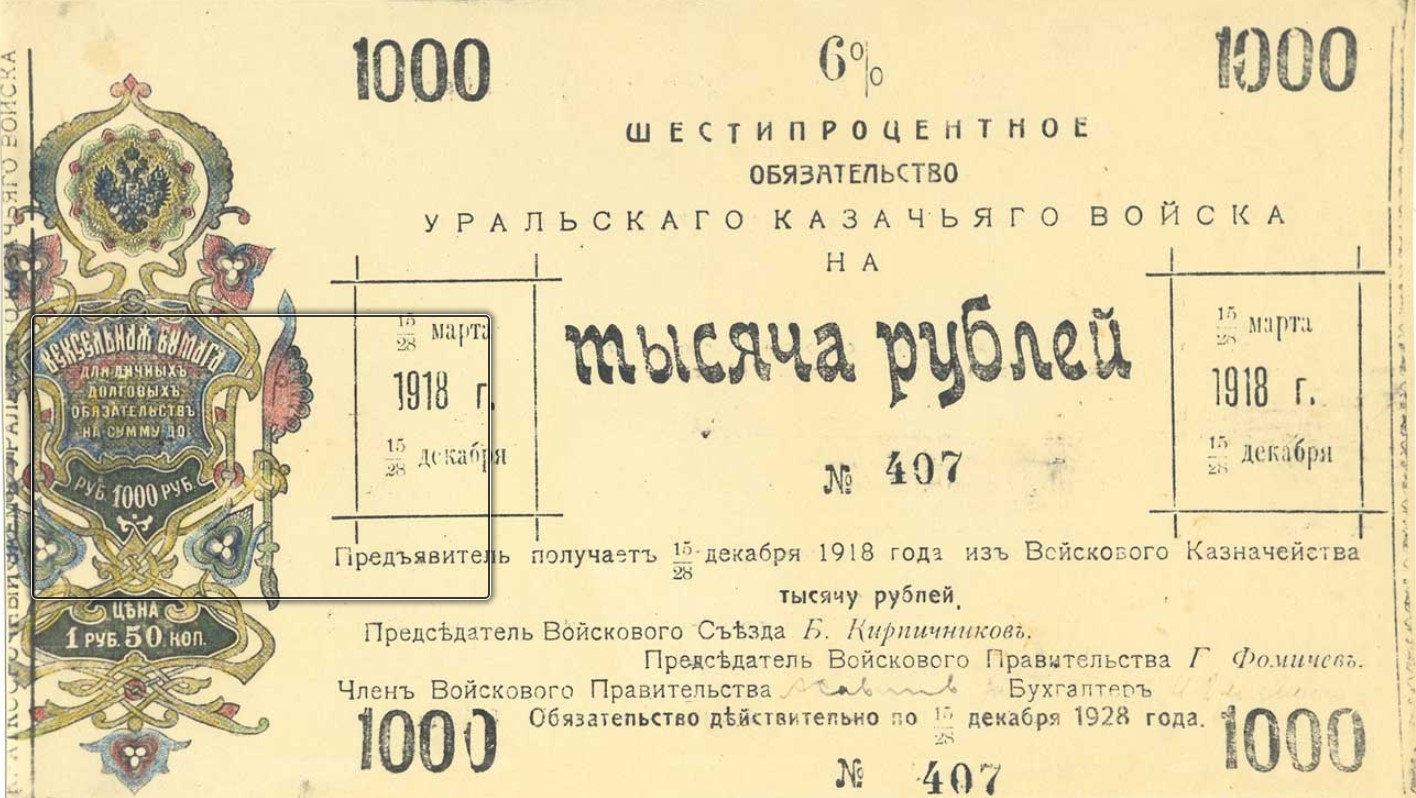 1000
6%
1000
ШЕСТИПРОЦЕНТНОЕ
ОБЯЗАТЕЛЬСТВО
УРАЛЬСКАГО КАЗАЧЬЯГО ВОЙСКА
НА
тысяча рублей
15/28 марта
1918 г.
15/28 декабря
15/28 марта
1918 г.
15/28 декабря
№ 407
ВЕКСЕЛЬНАЯ БУМАГА
ДЛЯ ЛИЧНЫХЪ
ДОЛГОВЫХЪ
ОБЯЗАТЕЛЬСТВЪ
НА СУММУ ДО
РУБ. 1000 РУБ.
ЦѢНА
1 РУБ. 50 КОП.
Предъявитель получаетъ 15/28 декабря 1918 года изъ Войскового Казначейства
тысячу рублей.
Предсѣдатель Войскового Съѣзда Б. Кирпичниковъ.
Предсѣдатель Войскового Правительства Г Фомичевъ.
Членъ Войскового Правительства Бухгалтеръ
Обязательство дѣйствительно по 15/28 декабря 1928 года.
1000
1000
№ 407
ЧЬЯГО ВОЙСКА